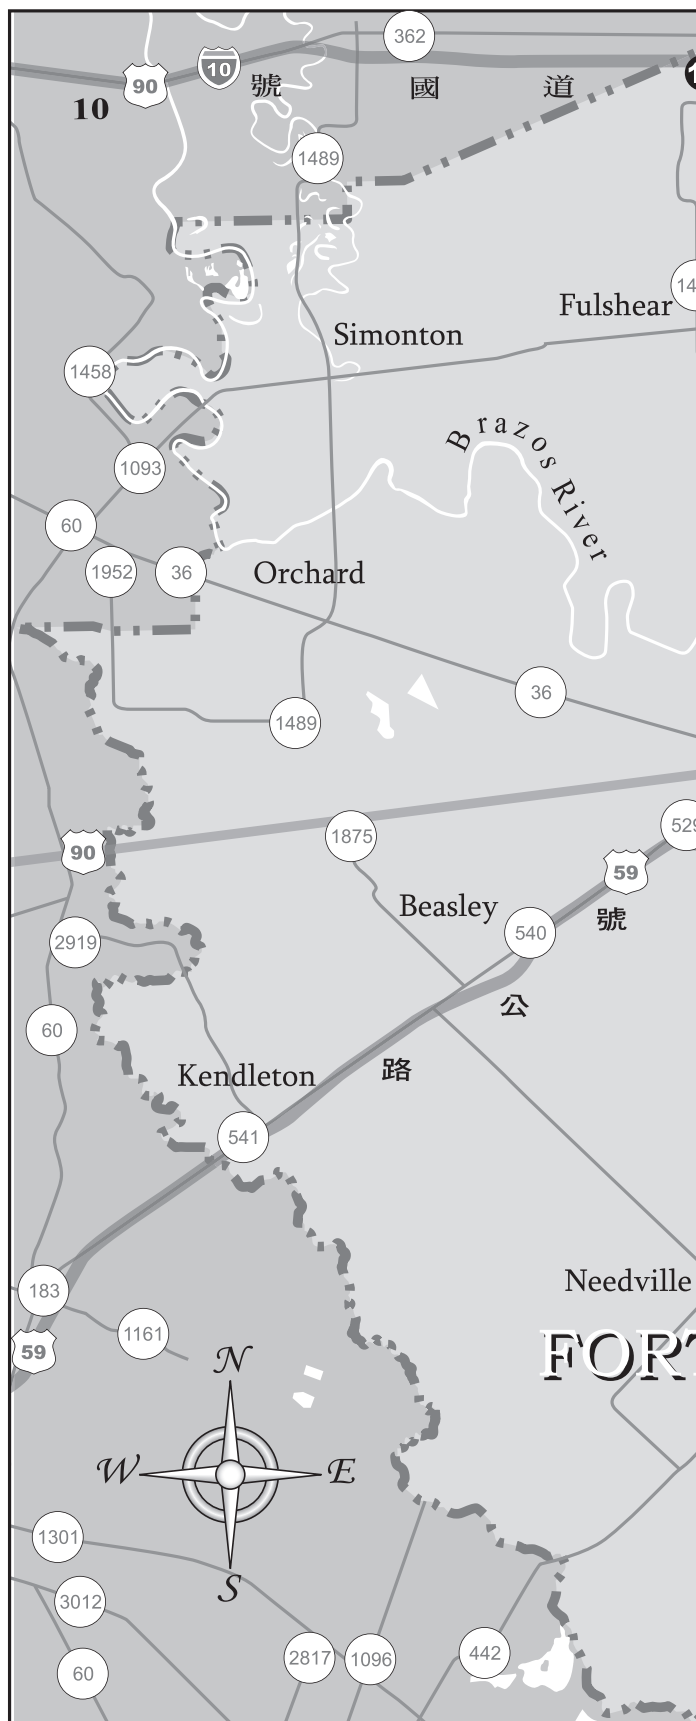 362
10
90
10 號 國 道
1489
Fulshear
Simonton
1458
Brazos River
1093
60
1952
36
Orchard
36
1489
1875
90
59
Beasley
540
號
2919
公
60
路
Kendleton
541
Needville
183
1161
59
N
W
E
S
1301
3012
2817
1096
442
60